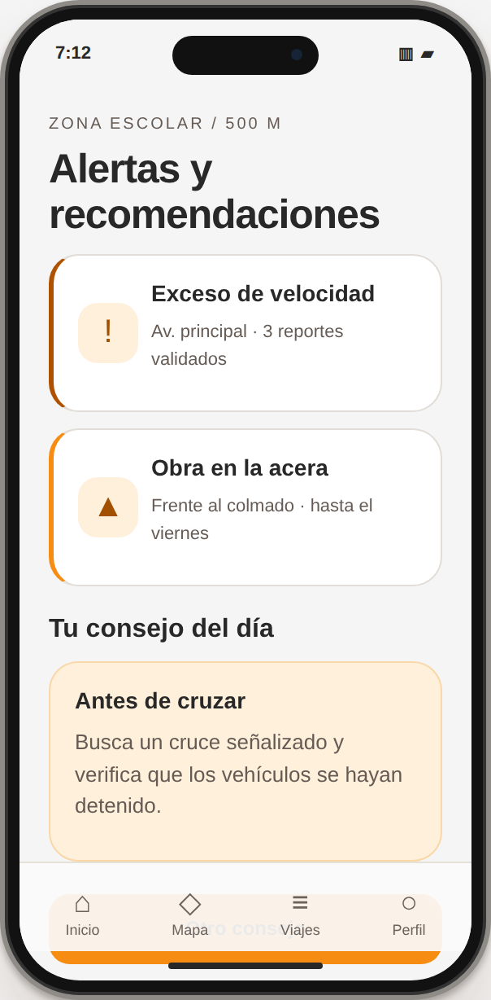 7:12
ZONA ESCOLAR / 500 M
Alertas y
recomendaciones
!
Exceso de velocidad
Av. principal · 3 reportes
validados
Obra en la acera
Frente al colmado · hasta el
viernes
Tu consejo del día
Antes de cruzar
Busca un cruce señalizado y
verifica que los vehículos se hayan
detenido.
Otro consejo
Inicio Mapa Viajes Perfil